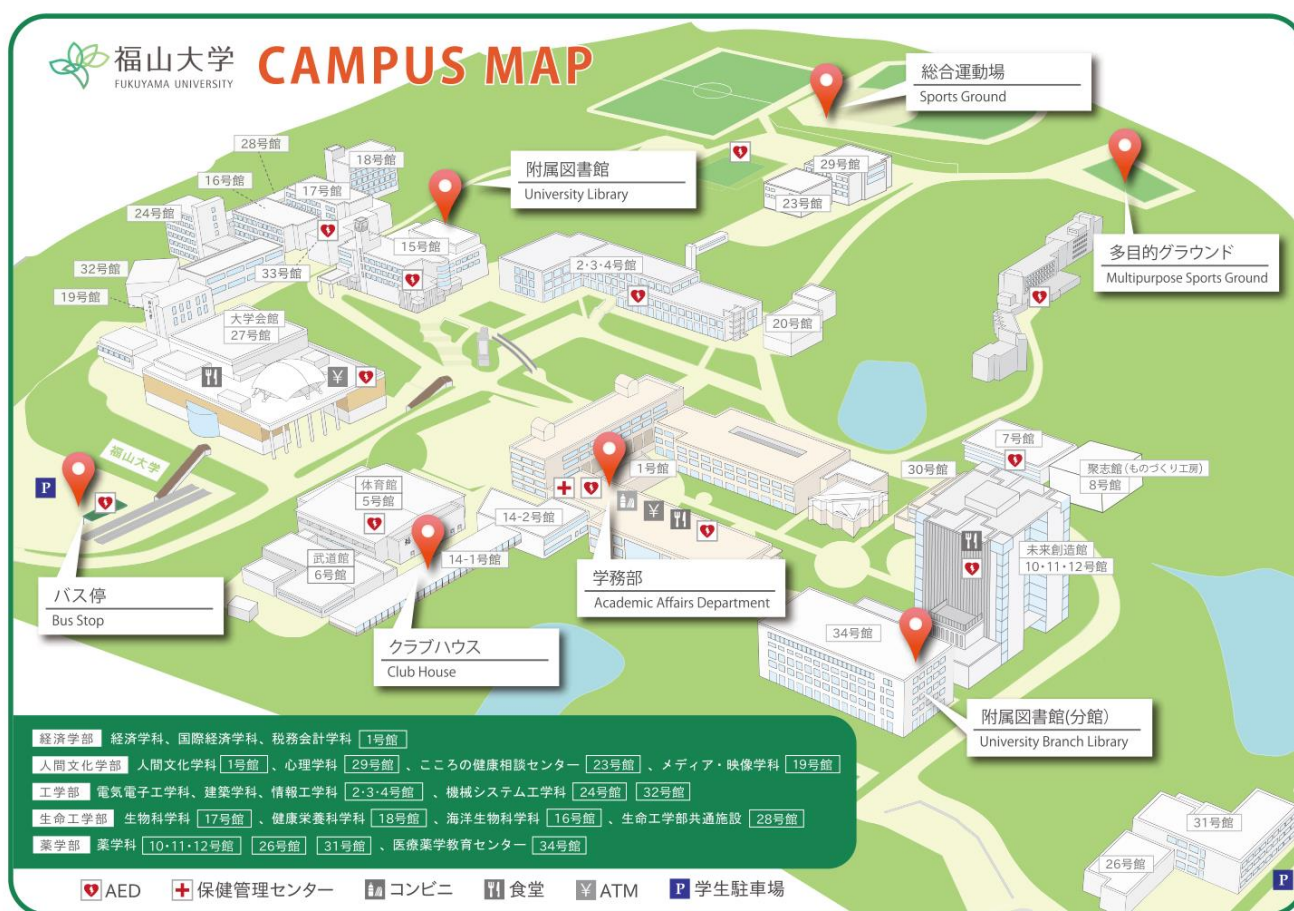 福山大学
FUKUYAMA UNIVERSITY
CAMPUS MAP
総合運動場
Sports Ground
28号館
18号館
附属図書館
University Library
29号館
16号館
17号館
23号館
24号館
15号館
多目的グラウンド
Multipurpose Sports Ground
32号館
33号館
2・3・4号館
19号館
大学会館
27号館
20号館
¥
福山大学
7号館
P
1号館
30号館
聚志館(ものづくり工房)
8号館
体育館
5号館
14-2号館
¥
武道館
6号館
14-1号館
未来創造館
10・11・12号館
バス停
Bus Stop
学務部
Academic Affairs Department
34号館
クラブハウス
Club House
附属図書館(分館)
University Branch Library
経済学部 経済学科、国際経済学科、税務会計学科 1号館
人間文化学部 人間文化学科 1号館 、心理学科 29号館 、こころの健康相談センター 23号館 、メディア・映像学科 19号館
工学部 電気電子工学科、建築学科、情報工学科 2・3・4号館 、機械システム工学科 24号館 32号館
生命工学部 生物科学科 17号館 、健康栄養科学科 18号館 、海洋生物科学科 16号館 、生命工学部共通施設 28号館
薬学部 薬学科 10・11・12号館 26号館 31号館 、医療薬学教育センター 34号館
31号館
26号館
P
AED 保健管理センター コンビニ 食堂 ¥ ATM P 学生駐車場